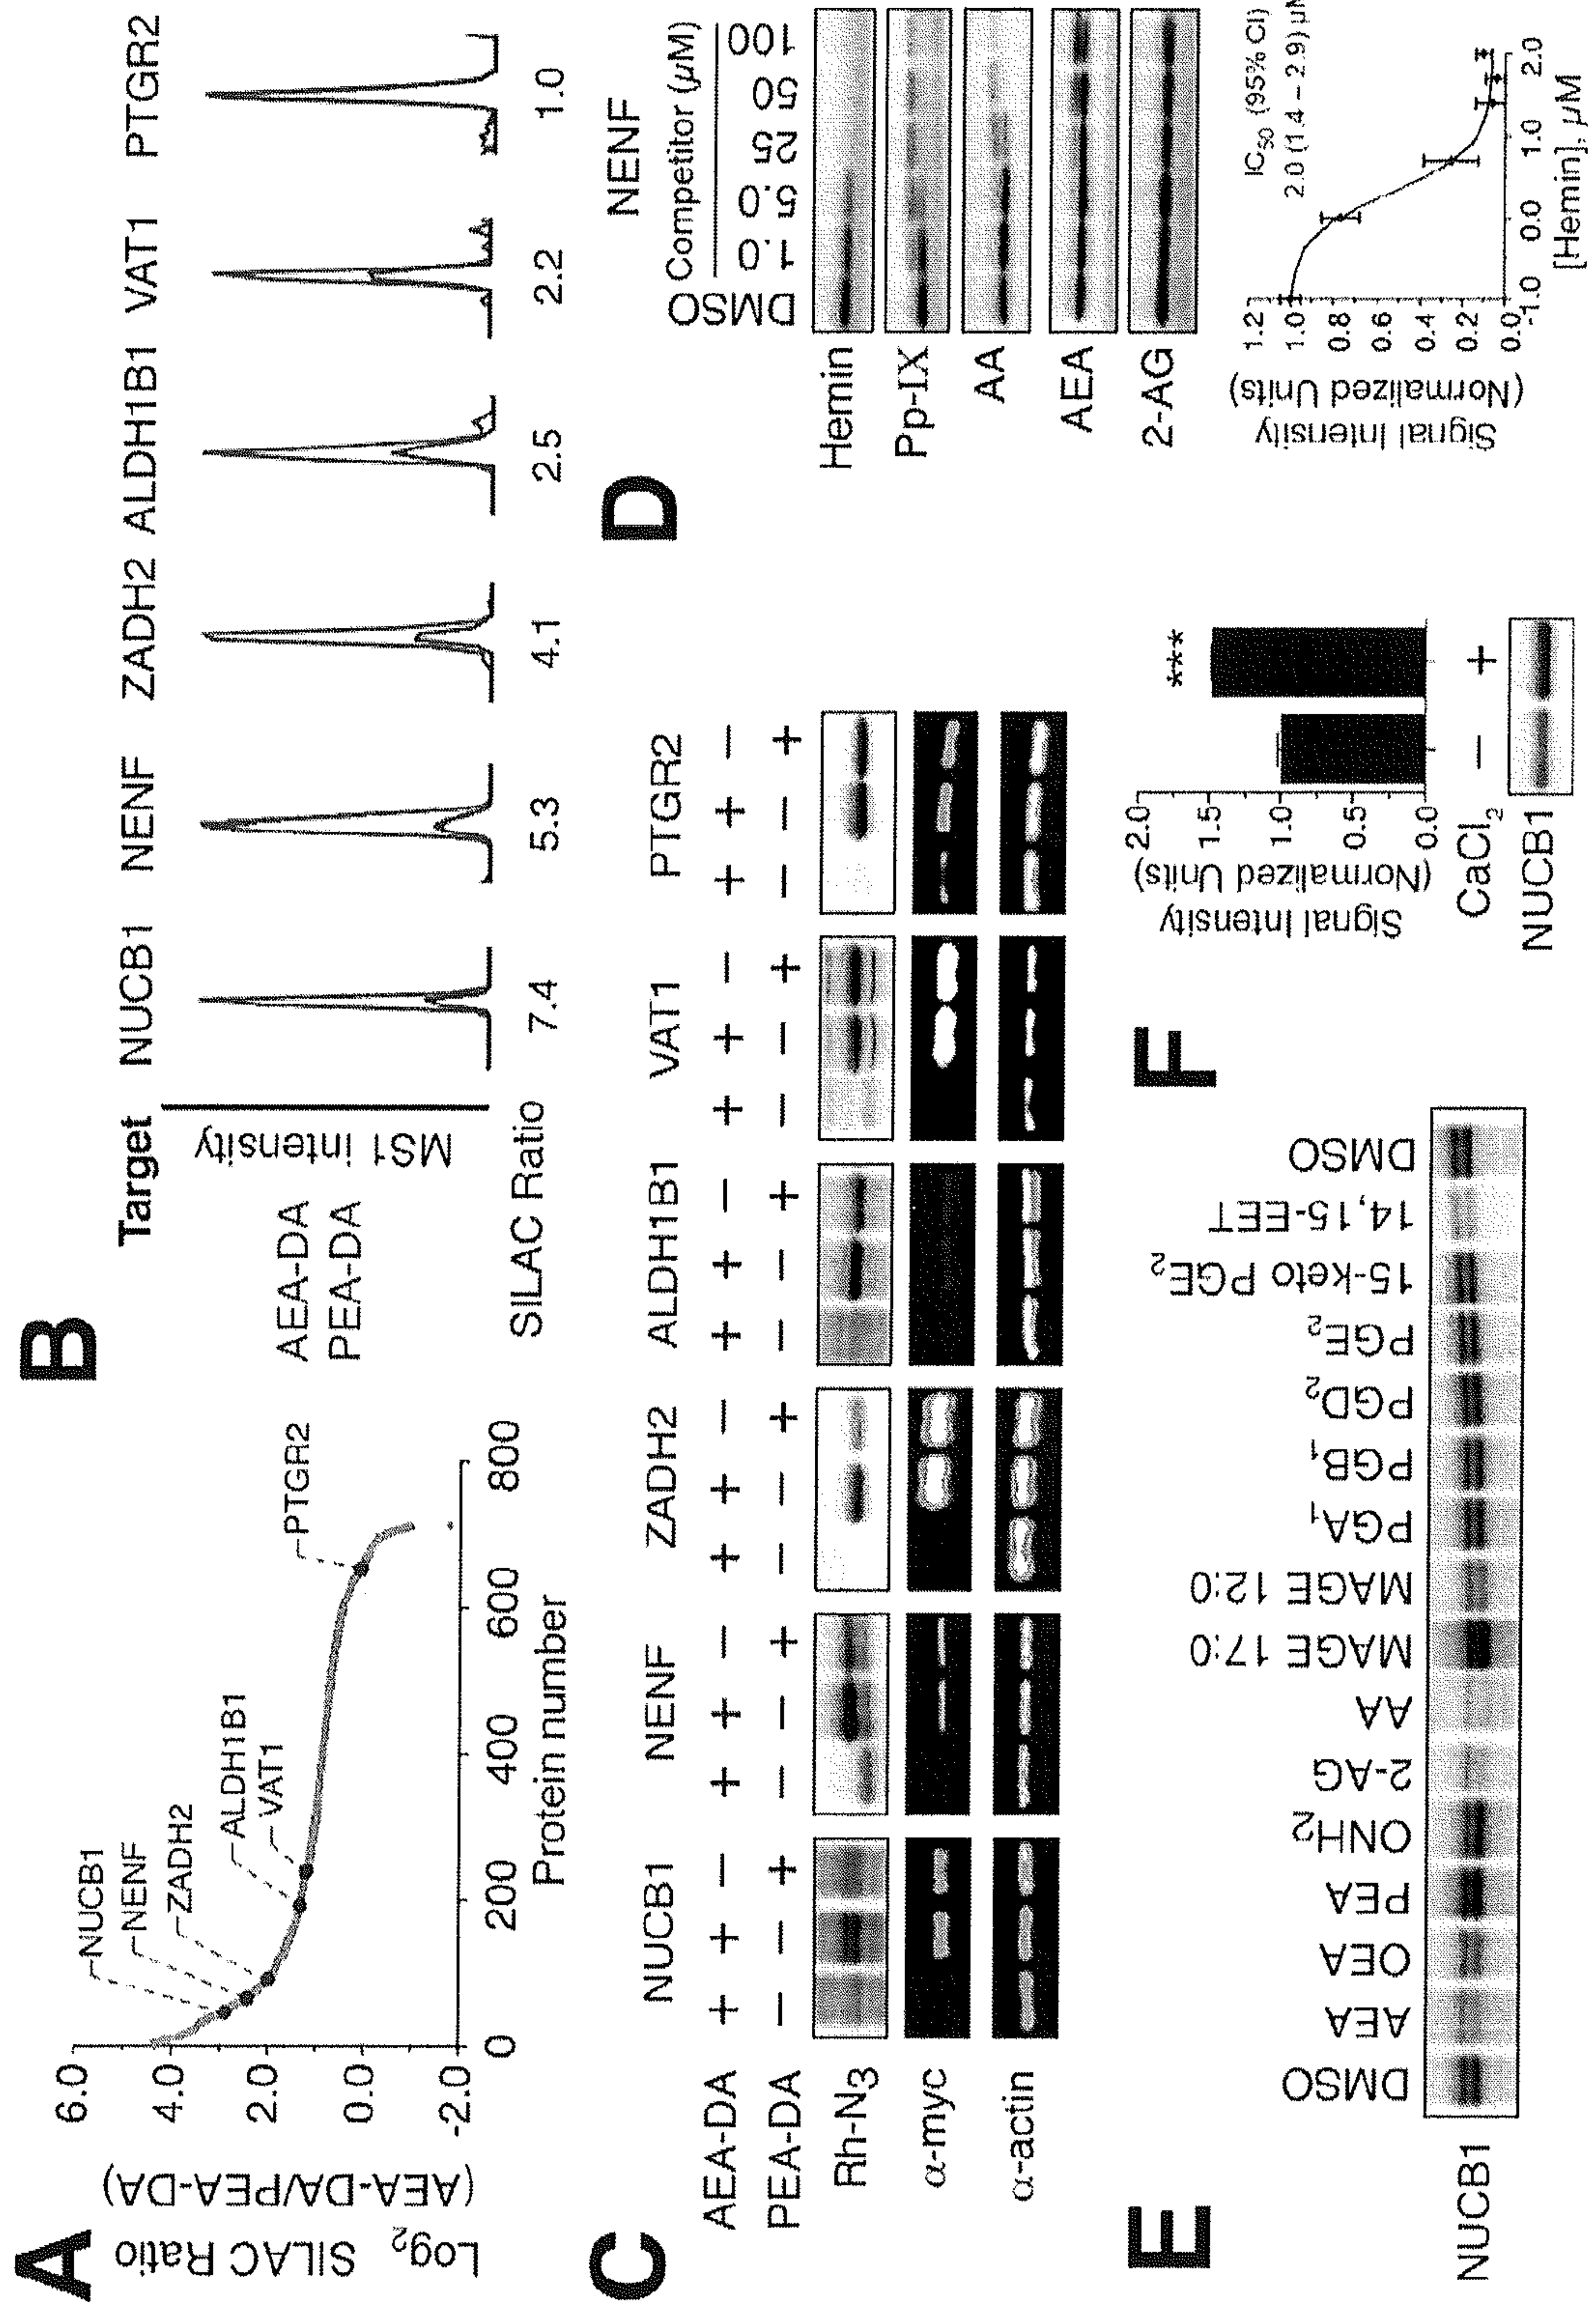 A
Log₂ SILAC Ratio
(AEA-DA/PEA-DA)
6.0
4.0
2.0
0.0
-2.0
NUCB1
NENF
ZADH2
ALDH1B1
VAT1
PTGR2
0 200 400 600 800
Protein number
B
Target NUCB1 NENF ZADH2 ALDH1B1 VAT1 PTGR2
AEA-DA
PEA-DA
MS1 intensity
SILAC Ratio 7.4 5.3 4.1 2.5 2.2 1.0
C
NUCB1 NENF ZADH2 ALDH1B1 VAT1 PTGR2
AEA-DA + + − + + − + + − + + − + + − + + −
PEA-DA − − + − − + − − + − − + − − + − − +
Rh-N₃
α-myc
α-actin
D
NENF
Competitor (μM)
DMSO 1.0 5.0 25 50 100
Hemin
Pp-IX
AA
AEA
2-AG
Signal Intensity
(Normalized Units)
1.2
1.0
0.8
0.6
0.4
0.2
0.0
-1.0 0.0 1.0 2.0
[Hemin], μM
IC₅₀ (95% CI)
2.0 (1.4 – 2.9) μM
E
DMSO AEA OEA PEA ONH₂ 2-AG AA MAGE 17:0 MAGE 12:0 PGA₁ PGB₁ PGD₂ PGE₂ 15-keto PGE₂ 14,15-EET DMSO
NUCB1
F
Signal Intensity
(Normalized Units)
2.0
1.5
1.0
0.5
0.0
***
CaCl₂ − +
NUCB1